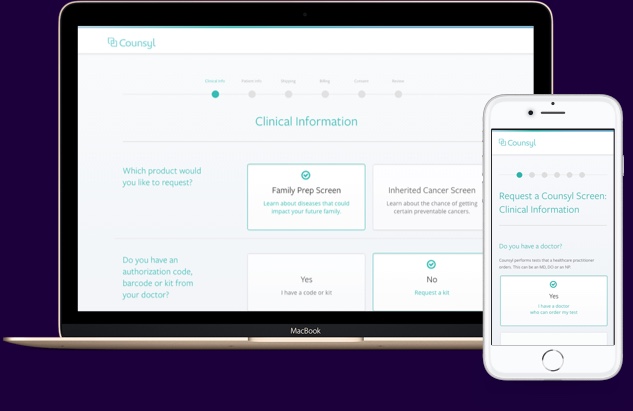 Counsyl
Clinical Info
Patient Info
Shipping
Billing
Consent
Review
Clinical Information
Which product would
you like to request?
Family Prep Screen
Learn about diseases that could
impact your future family.
Inherited Cancer Screen
Learn about the chance of getting
certain preventable cancers.
Do you have an
authorization code,
barcode or kit from
your doctor?
Yes
I have a code or kit
No
Request a kit
MacBook
Counsyl
Request a Counsyl Screen:
Clinical Information
Do you have a doctor?
Counsyl performs tests that a healthcare practitioner
orders. This can be an MD, DO or an NP.
Yes
I have a doctor
who can order my test